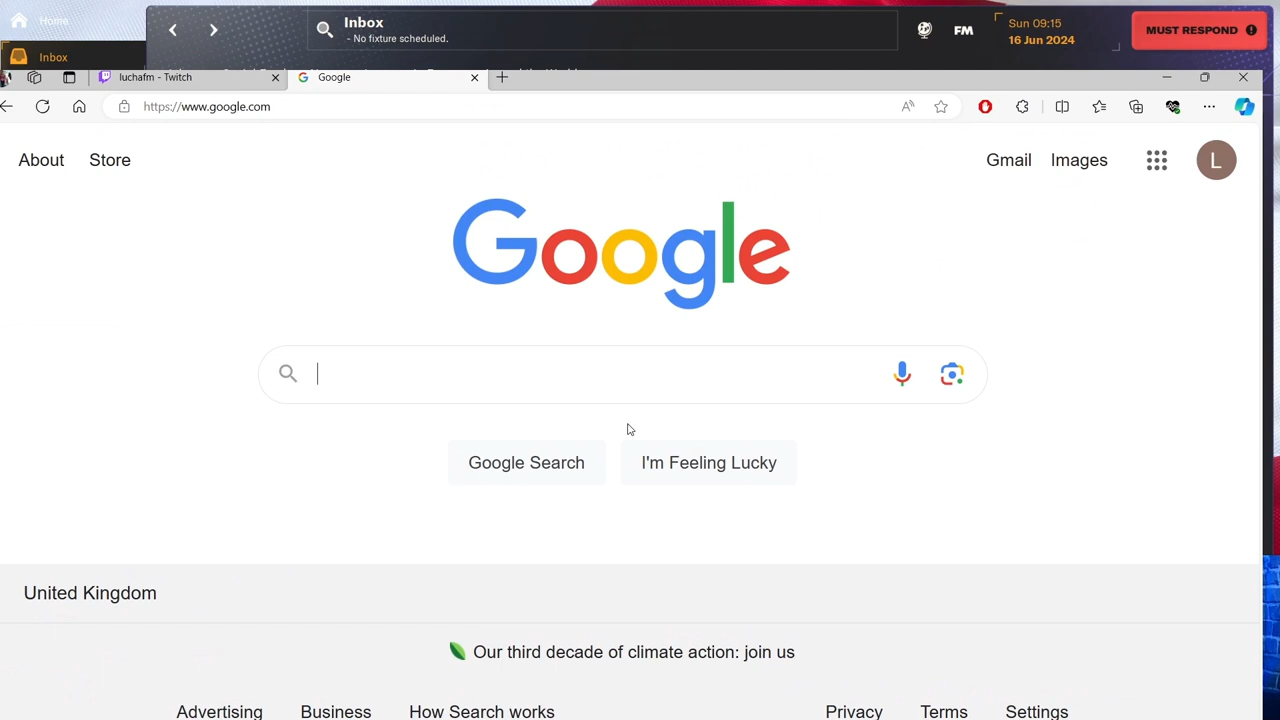 Home
Inbox
- No fixture scheduled.
FM
Sun 09:15
16 Jun 2024
MUST RESPOND
Inbox
luchafm - Twitch
Google
https://www.google.com
About
Store
Gmail
Images
L
Google
Google Search
I'm Feeling Lucky
United Kingdom
Our third decade of climate action: join us
Advertising
Business
How Search works
Privacy
Terms
Settings